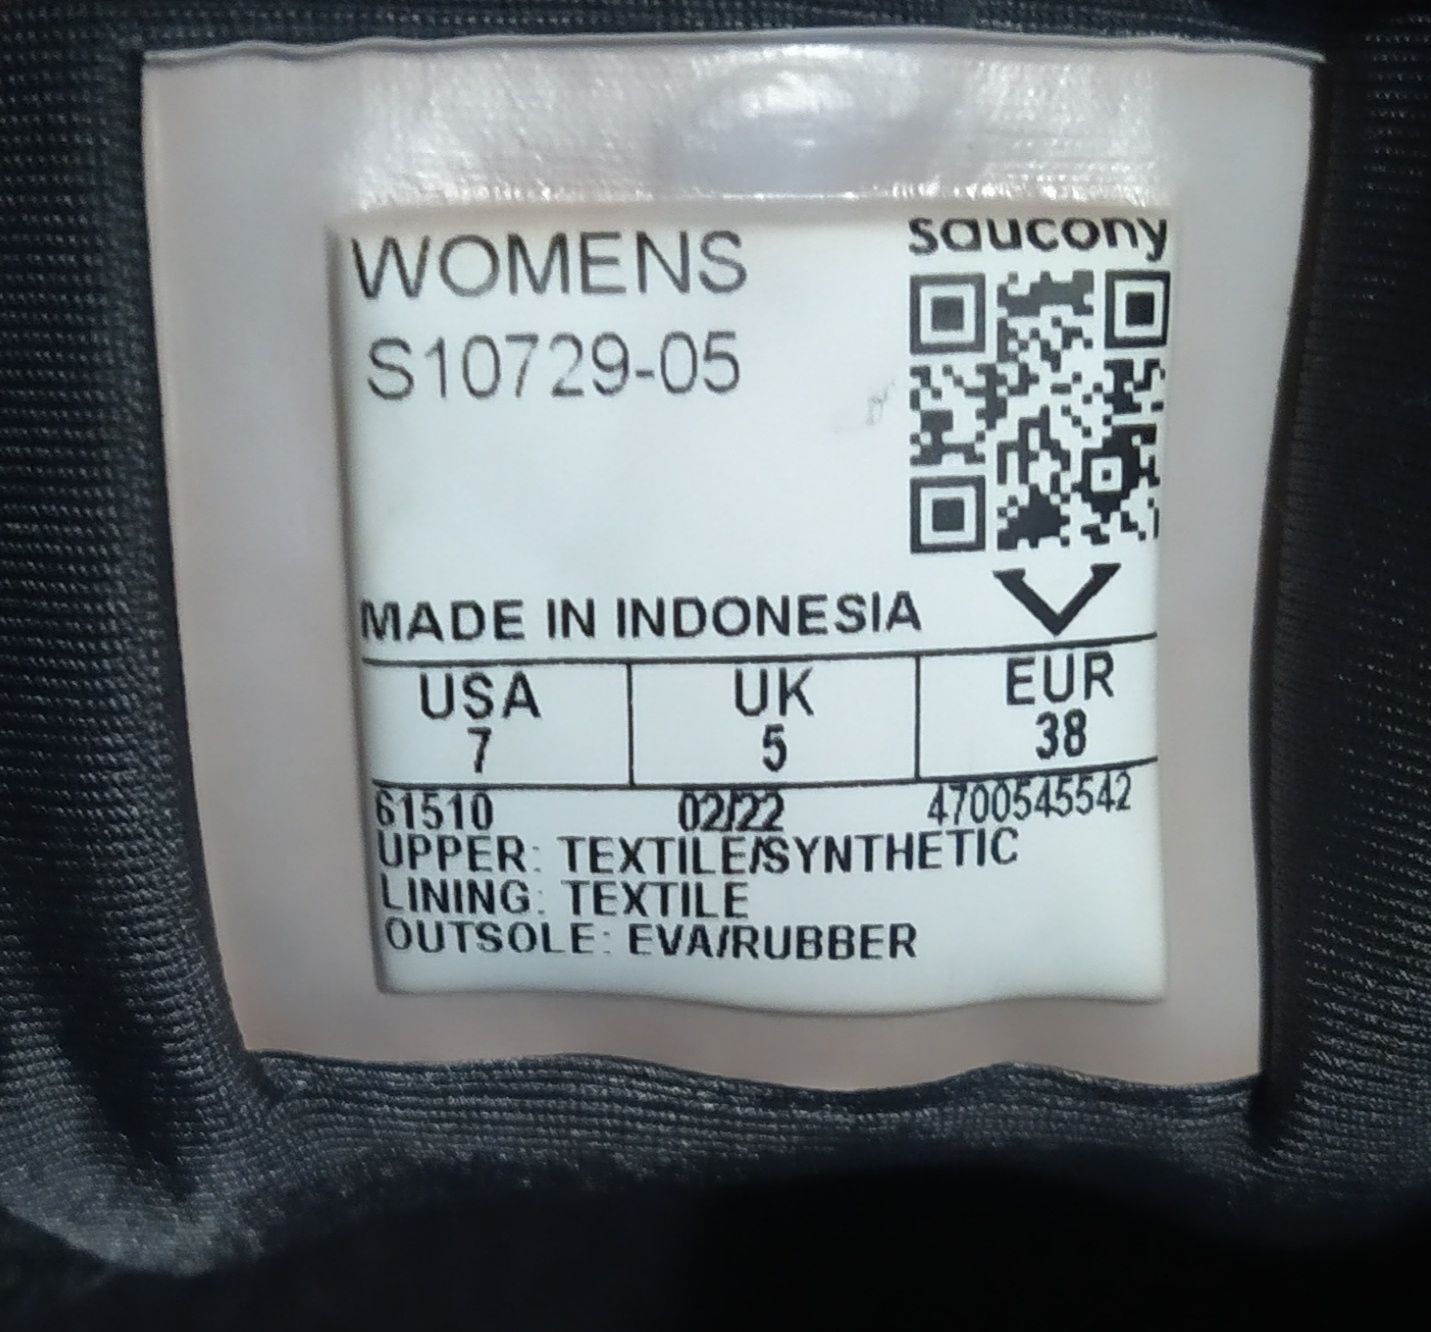 saucony
WOMENS
S10729-05
MADE IN INDONESIA
USA UK EUR
7 5 38
61510 02/22 4700545542
UPPER: TEXTILE/SYNTHETIC
LINING: TEXTILE
OUTSOLE: EVA/RUBBER